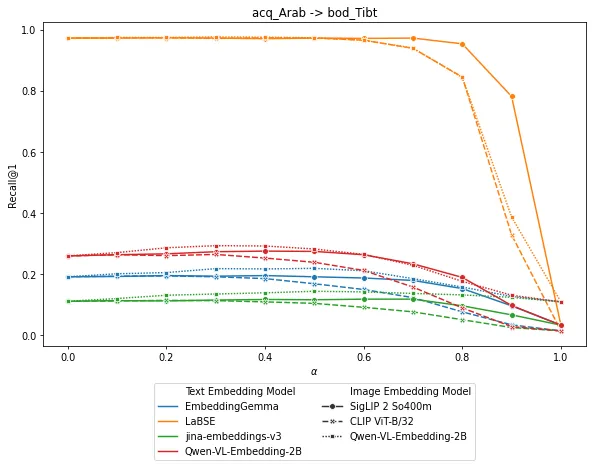 acq_Arab -> bod_Tibt
1.0
0.8
0.6
0.4
0.2
0.0
Recall@1
0.0 0.2 0.4 0.6 0.8 1.0
α
Text Embedding Model
EmbeddingGemma
LaBSE
jina-embeddings-v3
Qwen-VL-Embedding-2B
Image Embedding Model
SigLIP 2 So400m
CLIP ViT-B/32
Qwen-VL-Embedding-2B